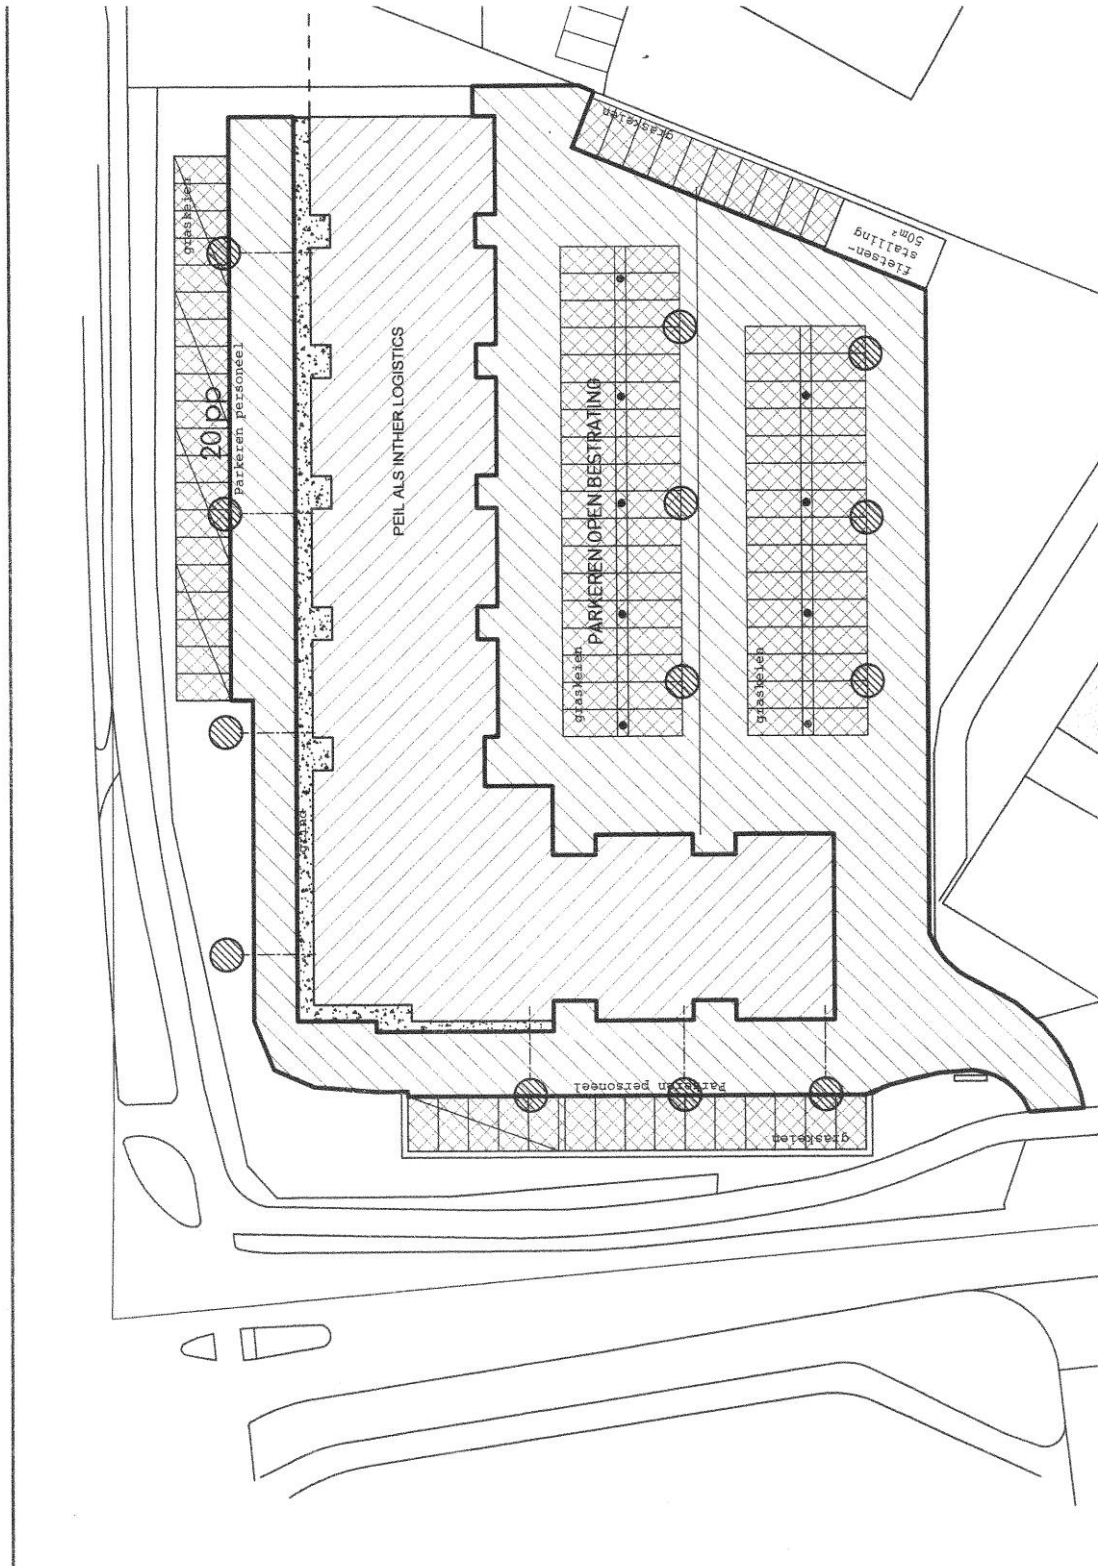 graskeien
graskeien
20 pp
Parkeren personeel
PEIL ALS INTHER LOGISTICS
PARKEREN OPEN BESTRATING
graskeien
graskeien
fietsen-
stalling
50m²
grind
Parkeren personeel
graskeien